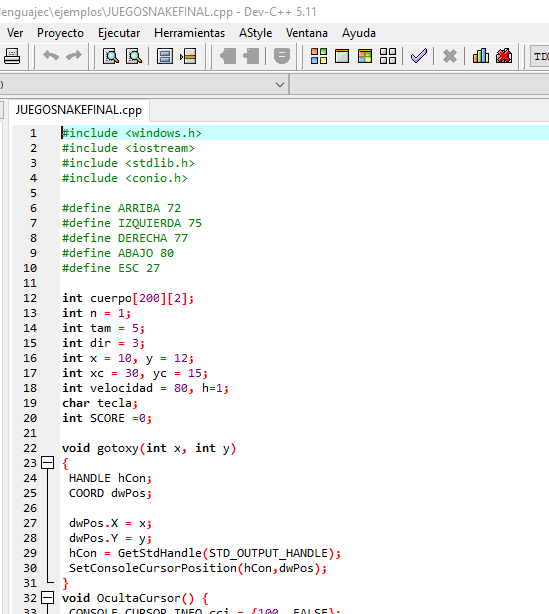 lenguajec\ejemplos\JUEGOSNAKEFINAL.cpp - Dev-C++ 5.11
Ver Proyecto Ejecutar Herramientas AStyle Ventana Ayuda
TD
)
JUEGOSNAKEFINAL.cpp
1 #include <windows.h>
2 #include <iostream>
3 #include <stdlib.h>
4 #include <conio.h>
5
6 #define ARRIBA 72
7 #define IZQUIERDA 75
8 #define DERECHA 77
9 #define ABAJO 80
10 #define ESC 27
11
12 int cuerpo[200][2];
13 int n = 1;
14 int tam = 5;
15 int dir = 3;
16 int x = 10, y = 12;
17 int xc = 30, yc = 15;
18 int velocidad = 80, h=1;
19 char tecla;
20 int SCORE =0;
21
22 void gotoxy(int x, int y)
23 {
24 HANDLE hCon;
25 COORD dwPos;
26
27 dwPos.X = x;
28 dwPos.Y = y;
29 hCon = GetStdHandle(STD_OUTPUT_HANDLE);
30 SetConsoleCursorPosition(hCon,dwPos);
31 }
32 void OcultaCursor() {
33 CONSOLE_CURSOR_INFO cci = {100, FALSE};